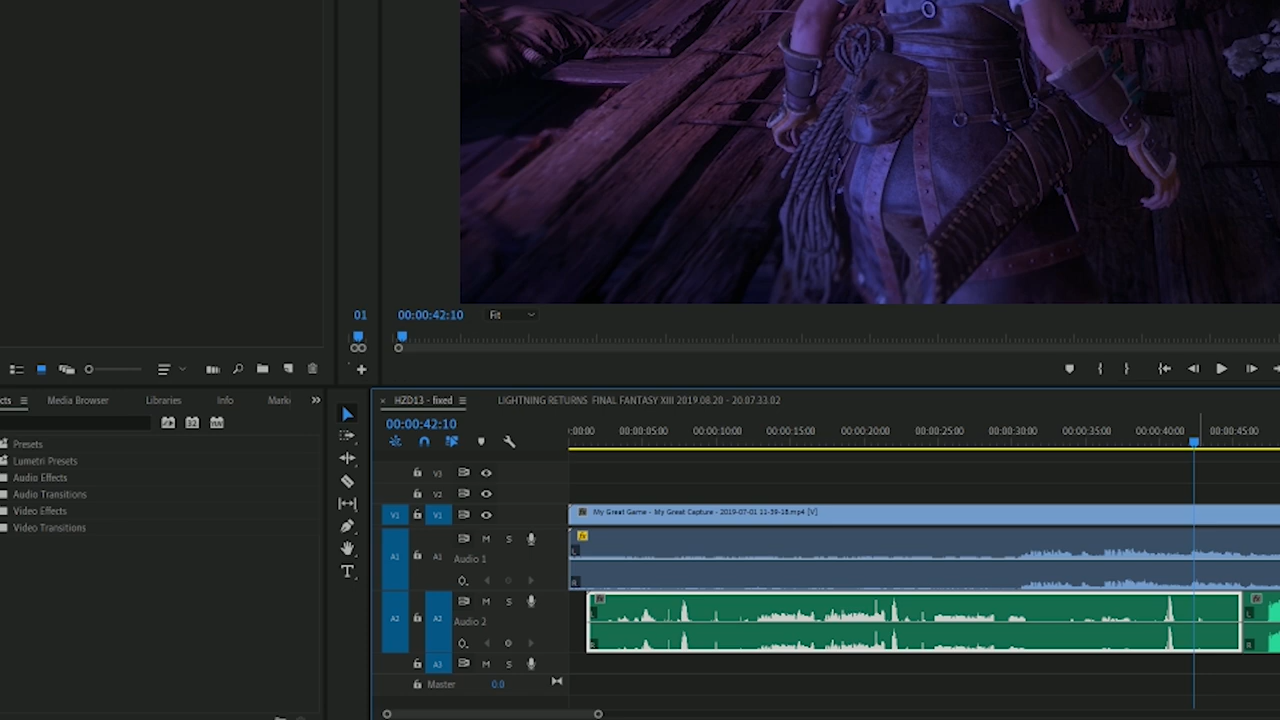 01
00:00:42:10
Fit
cts
Media Browser
Libraries
Info
Mark
Presets
Lumetri Presets
Audio Effects
Audio Transitions
Video Effects
Video Transitions
HZD13 - fixed
LIGHTNING RETURNS FINAL FANTASY XIII 2019.08.20 - 20.07.33.02
00:00:42:10
:00:00
00:00:05:00
00:00:10:00
00:00:15:00
00:00:20:00
00:00:25:00
00:00:30:00
00:00:35:00
00:00:40:00
00:00:45:00
V3
V2
V1
V1
My Great Game - My Great Capture - 2019-07-01 11-39-18.mp4 [V]
fx
A1
A1
M
S
Audio 1
L
R
A2
A2
M
S
Audio 2
fx
L
R
A3
M
S
Master
0.0